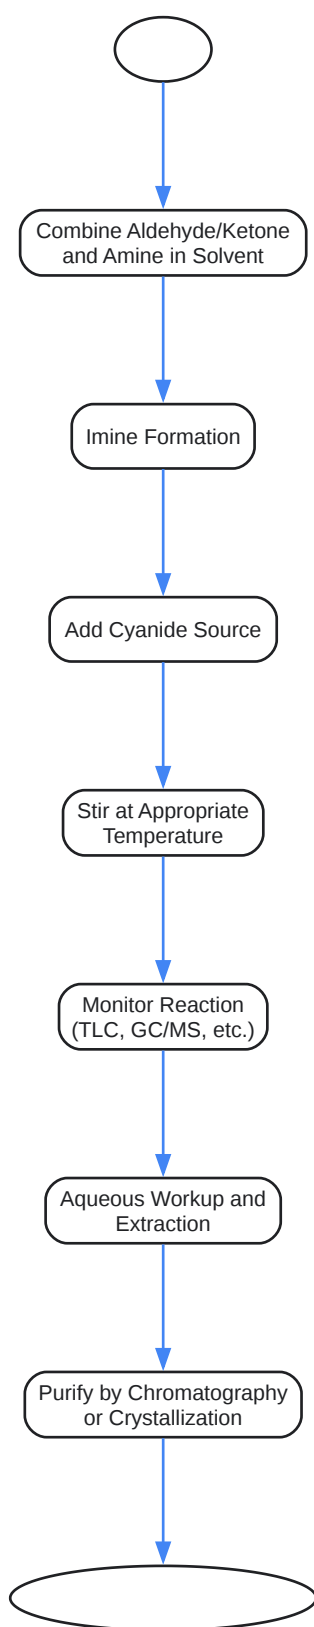 Combine Aldehyde/Ketone
and Amine in Solvent
Imine Formation
Add Cyanide Source
Stir at Appropriate
Temperature
Monitor Reaction
(TLC, GC/MS, etc.)
Aqueous Workup and
Extraction
Purify by Chromatography
or Crystallization